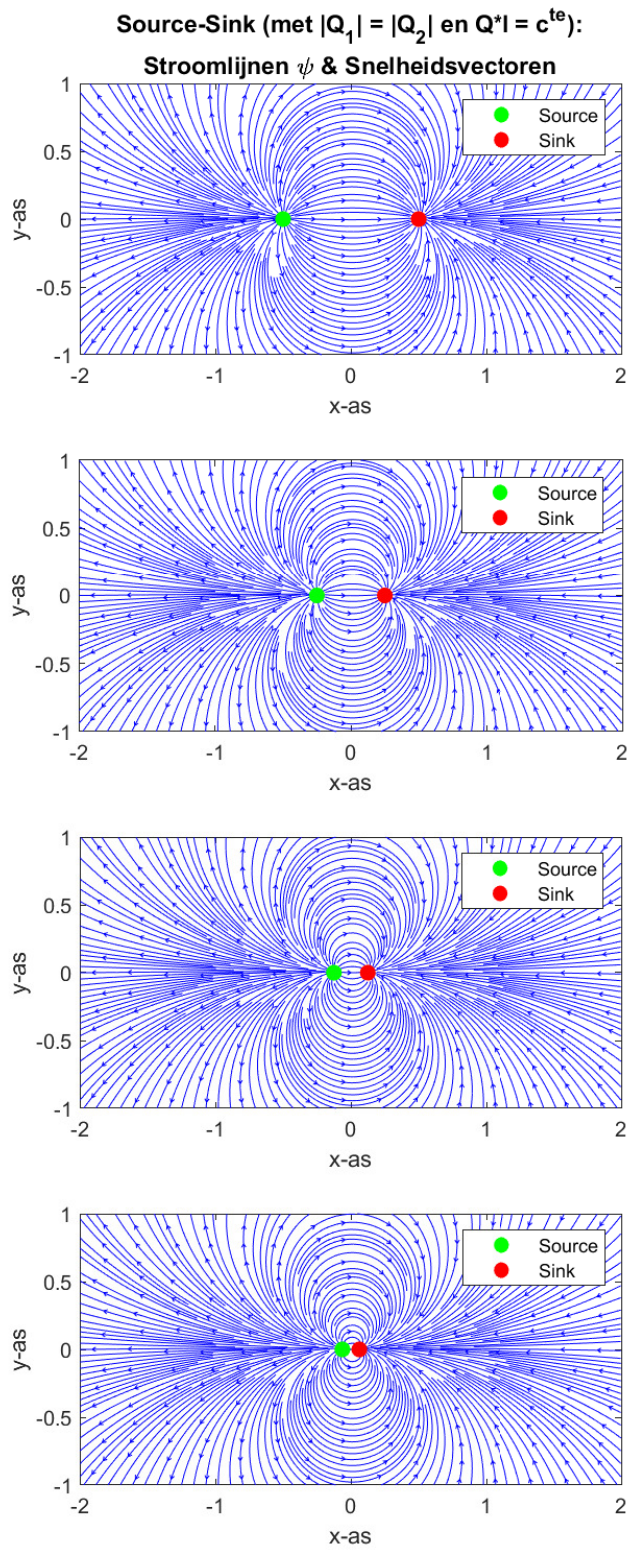 Source-Sink (met |Q_1| = |Q_2| en Q*l = c^te):
Stroomlijnen ψ & Snelheidsvectoren
1
0.5
0
-0.5
-1
y-as
Source
Sink
-2 -1 0 1 2
x-as
1
0.5
0
-0.5
-1
y-as
Source
Sink
-2 -1 0 1 2
x-as
1
0.5
0
-0.5
-1
y-as
Source
Sink
-2 -1 0 1 2
x-as
1
0.5
0
-0.5
-1
y-as
Source
Sink
-2 -1 0 1 2
x-as